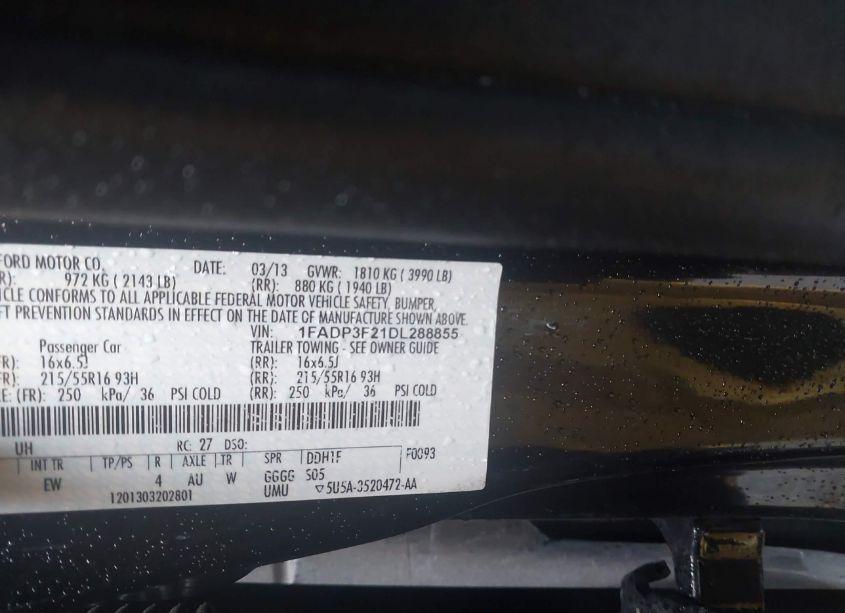 FORD MOTOR CO. DATE: 03/13 GVWR: 1810 KG ( 3990 LB)
R): 972 KG ( 2143 LB) (RR): 880 KG ( 1940 LB)
ICLE CONFORMS TO ALL APPLICABLE FEDERAL MOTOR VEHICLE SAFETY, BUMPER,
FT PREVENTION STANDARDS IN EFFECT ON THE DATE OF MANUFACTURE SHOWN ABOVE.
VIN: 1FADP3F21DL288855
Passenger Car TRAILER TOWING - SEE OWNER GUIDE
FR): 16x6.5J (RR): 16x6.5J
FR): 215/55R16 93H (RR): 215/55R16 93H
E: (FR): 250 kPa/ 36 PSI COLD (RR): 250 kPa/ 36 PSI COLD
UH RC: 27 DSO:
INT TR TP/PS R AXLE TR SPR DDH1F F0093
EW 4 AU W GGGG S05
1201303202801 UMU ▽5U5A-3520472-AA